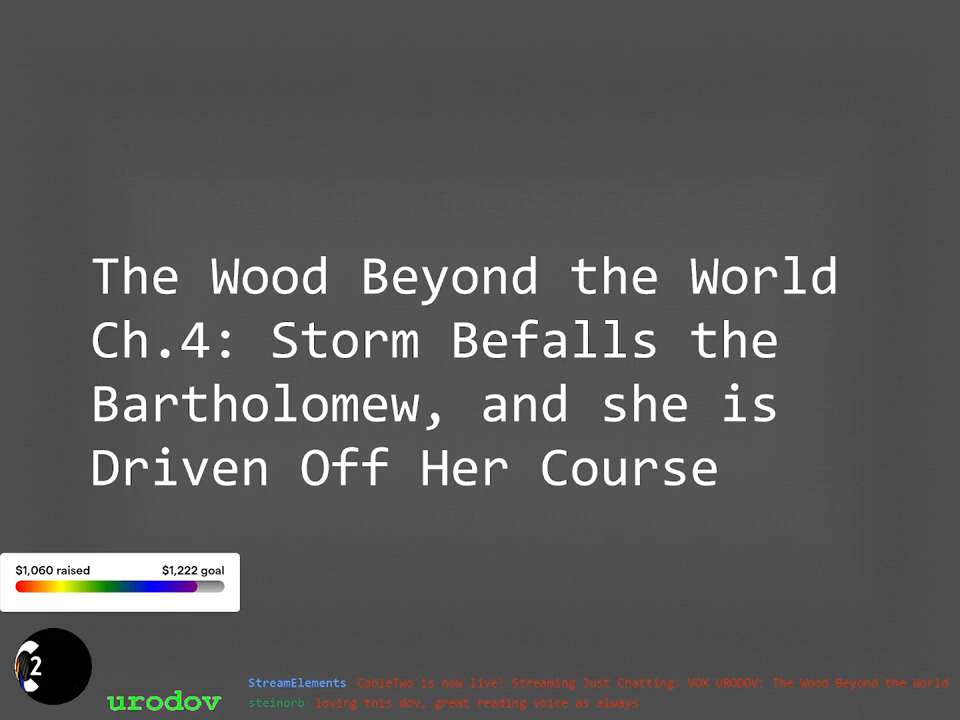 The Wood Beyond the World
Ch.4: Storm Befalls the
Bartholomew, and she is
Driven Off Her Course
$1,060 raised $1,222 goal
2
urodov
StreamElements CableTwo is now live! Streaming Just Chatting: VOX URODOV: The Wood Beyond the World
steinorb loving this dov, great reading voice as always